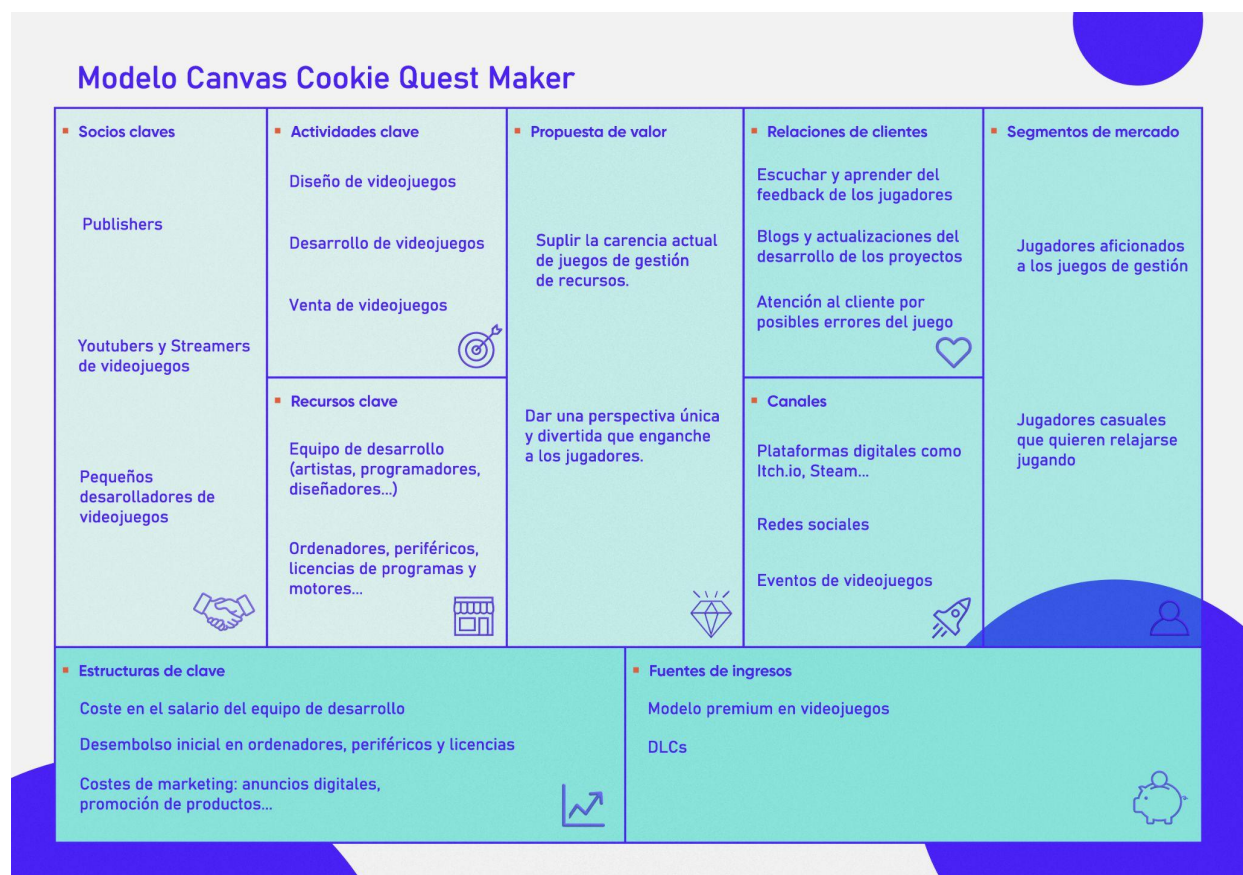 Modelo Canvas Cookie Quest Maker
Socios claves
Publishers
Youtubers y Streamers
de videojuegos
Pequeños
desarolladores de
videojuegos
Actividades clave
Diseño de videojuegos
Desarrollo de videojuegos
Venta de videojuegos
Recursos clave
Equipo de desarrollo
(artistas, programadores,
diseñadores...)
Ordenadores, periféricos,
licencias de programas y
motores...
Propuesta de valor
Suplir la carencia actual
de juegos de gestión
de recursos.
Dar una perspectiva única
y divertida que enganche
a los jugadores.
Relaciones de clientes
Escuchar y aprender del
feedback de los jugadores
Blogs y actualizaciones del
desarrollo de los proyectos
Atención al cliente por
posibles errores del juego
Canales
Plataformas digitales como
Itch.io, Steam...
Redes sociales
Eventos de videojuegos
Segmentos de mercado
Jugadores aficionados
a los juegos de gestión
Jugadores casuales
que quieren relajarse
jugando
Estructuras de clave
Coste en el salario del equipo de desarrollo
Desembolso inicial en ordenadores, periféricos y licencias
Costes de marketing: anuncios digitales,
promoción de productos...
Fuentes de ingresos
Modelo premium en videojuegos
DLCs